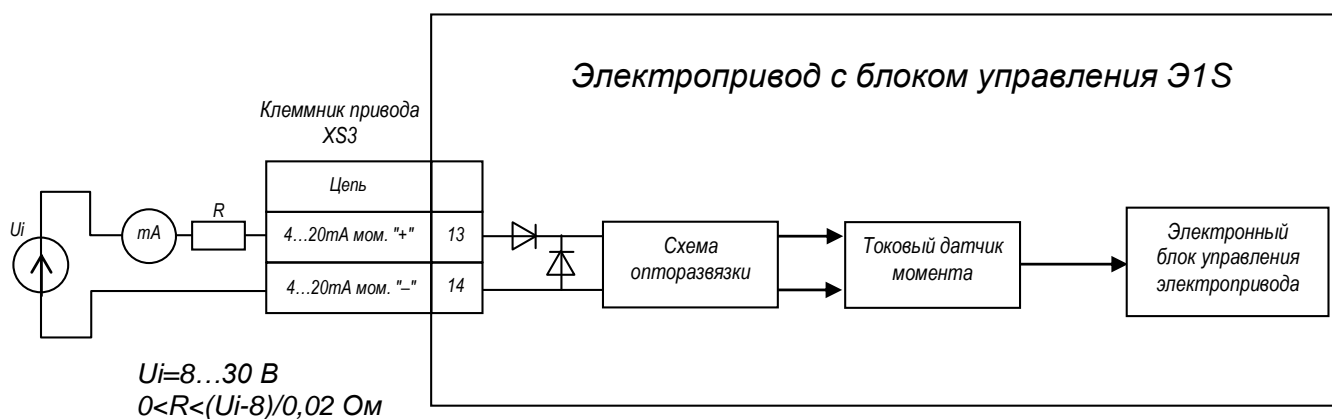 Электропривод с блоком управления Э1S
Клеммник привода
XS3
Цепь
Ui
mA
R
4...20mA мом. "+"
13
4...20mA мом. "–"
14
Схема
опторазвязки
Токовый датчик
момента
Электронный
блок управления
электропривода
Ui=8...30 В
0<R<(Ui-8)/0,02 Ом